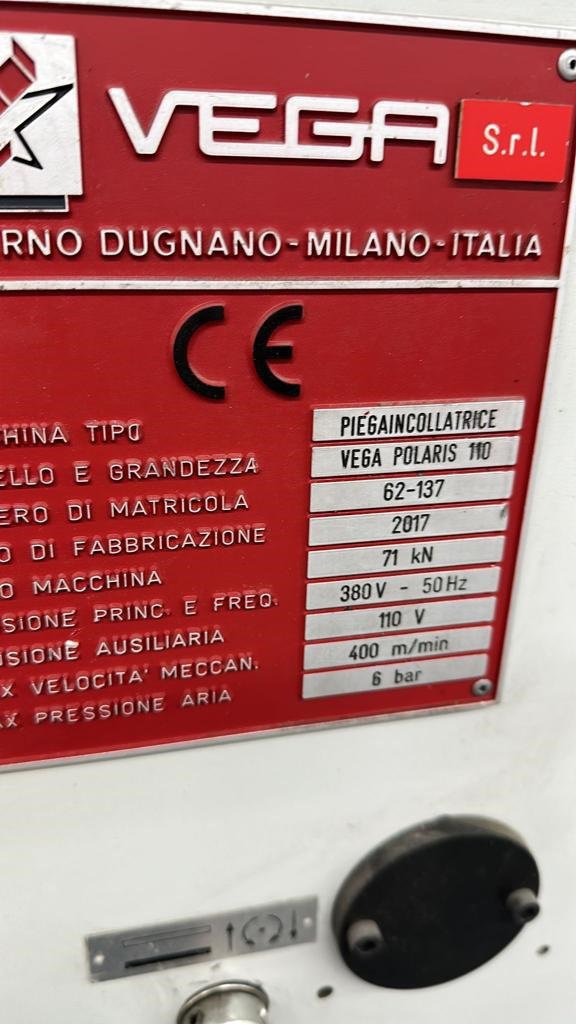 VEGA S.r.l.
RNO DUGNANO-MILANO-ITALIA
CE
HINA TIPO PIEGAINCOLLATRICE
ELLO E GRANDEZZA VEGA POLARIS 110
ERO DI MATRICOLA 62-137
O DI FABBRICAZIONE 2017
O MACCHINA 71 kN
SIONE PRINC. E FREQ. 380V - 50Hz
SIONE AUSILIARIA 110 V
X VELOCITA' MECCAN. 400 m/min
AX PRESSIONE ARIA 6 bar